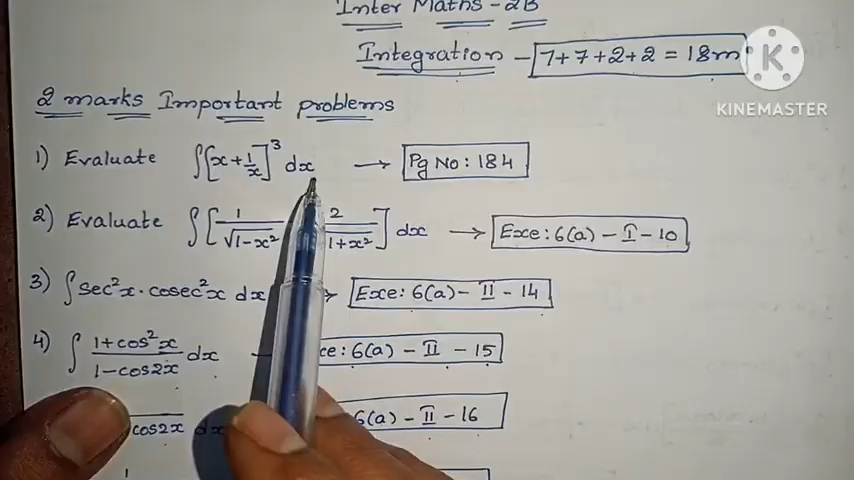 Inter Maths - 2B
Integration - 7+7+2+2 = 18m
K
KINEMASTER
2 marks Important problems
1) Evaluate ∫[x+1/x]³ dx → Pg No: 184
2) Evaluate ∫[1/√1-x² 2/1+x²] dx → Exe: 6(a) - II - 10
3) ∫sec²x · cosec²x dx → Exe: 6(a) - II - 14
4) ∫ 1+cos²x/1-cos2x dx - ce: 6(a) - II - 15
cos2x dx 6(a) - II - 16
1